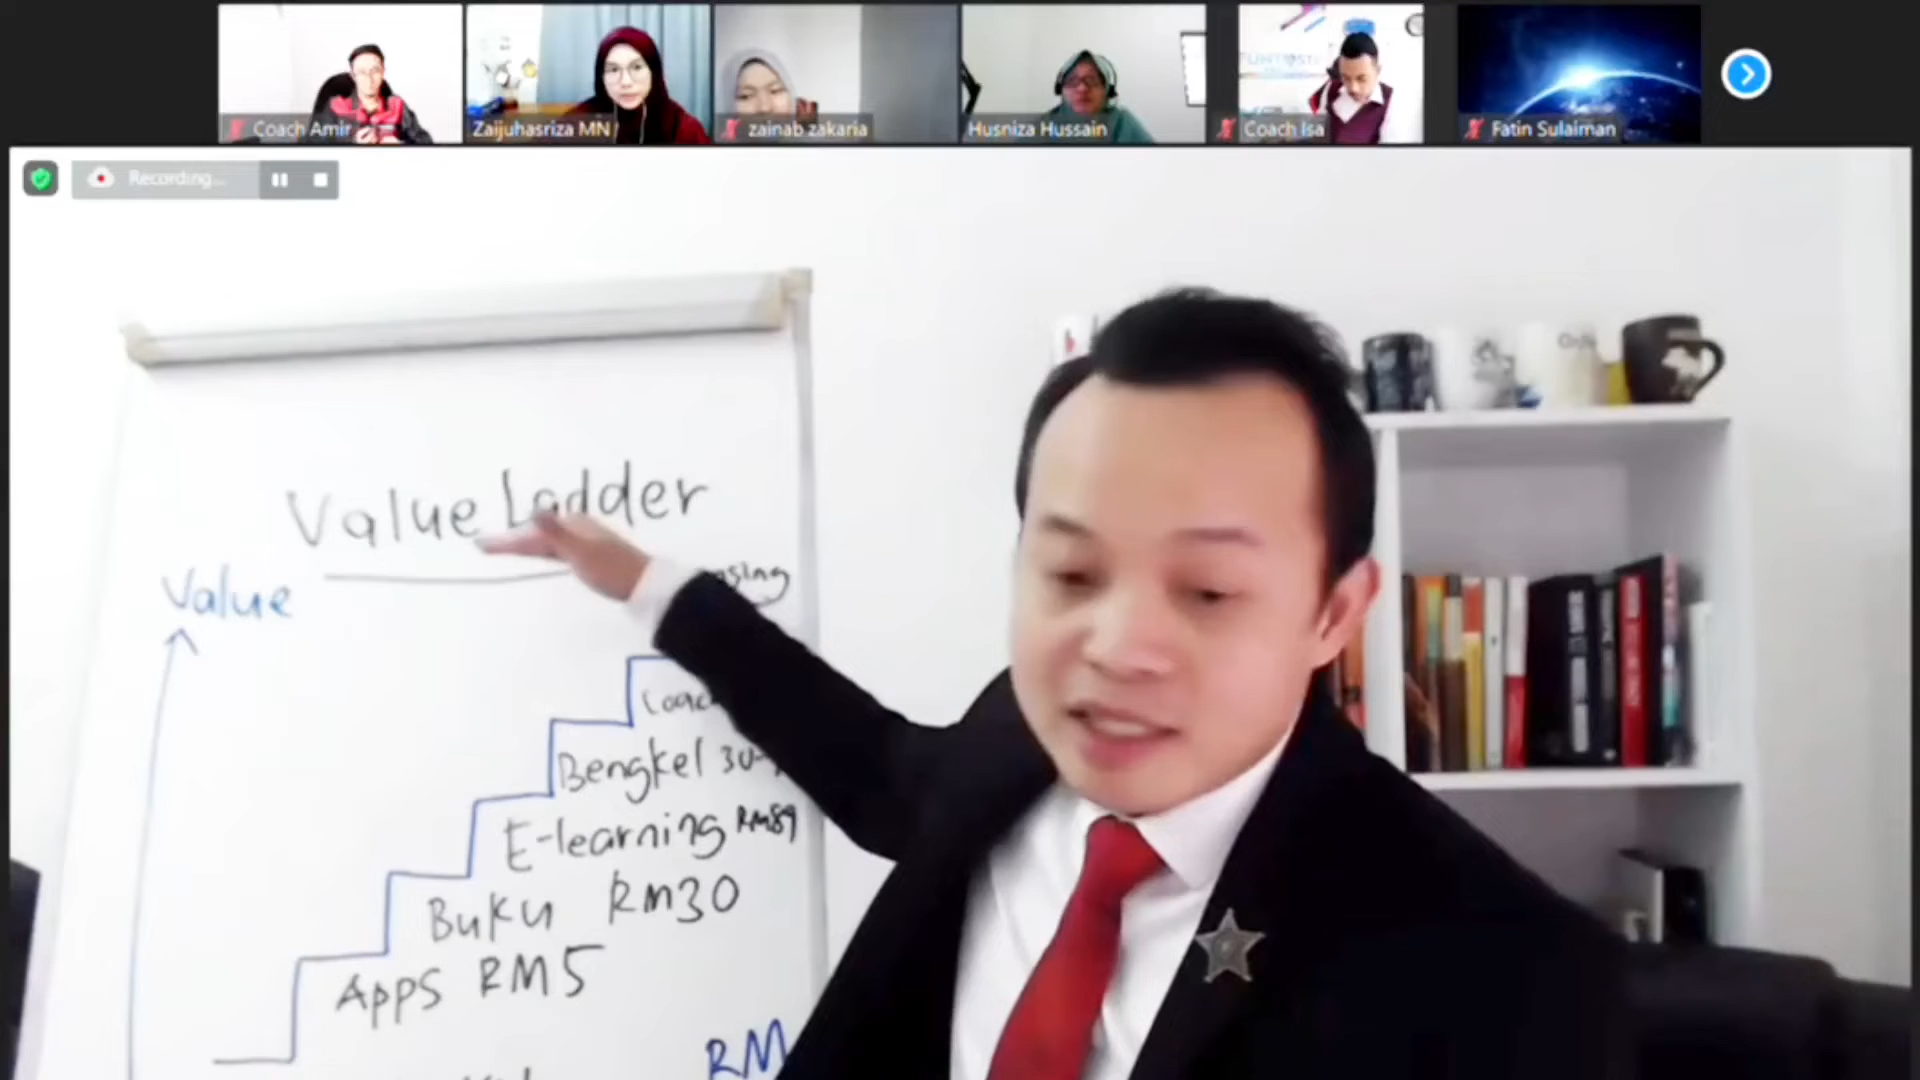 Coach Amir
Zaijuhasriza MN
zainab zakaria
Husniza Hussain
Coach Isa
Fatin Sulaiman
Recording...
Value Ladder
Value
Bengkel
E-learning RM89
Buku RM30
Apps RM5
RM